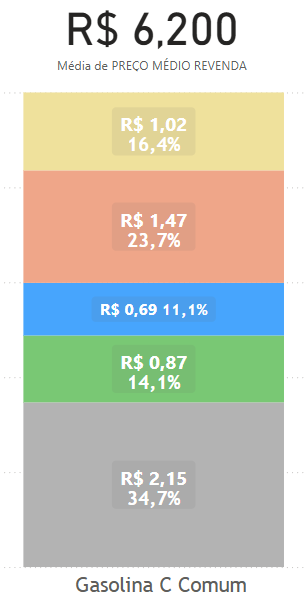 R$ 6,200
Média de PREÇO MÉDIO REVENDA
R$ 1,02
16,4%
R$ 1,47
23,7%
R$ 0,69 11,1%
R$ 0,87
14,1%
R$ 2,15
34,7%
Gasolina C Comum